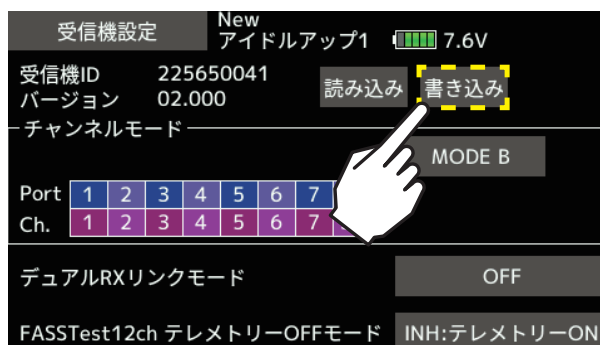 受信機設定
New
アイドルアップ1 7.6V
受信機ID 225650041 読み込み 書き込み
バージョン 02.000
チャンネルモード
MODE B
Port 1 2 3 4 5 6 7
Ch. 1 2 3 4 5 6 7
デュアルRXリンクモード OFF
FASSTest12ch テレメトリーOFFモード INH:テレメトリーON